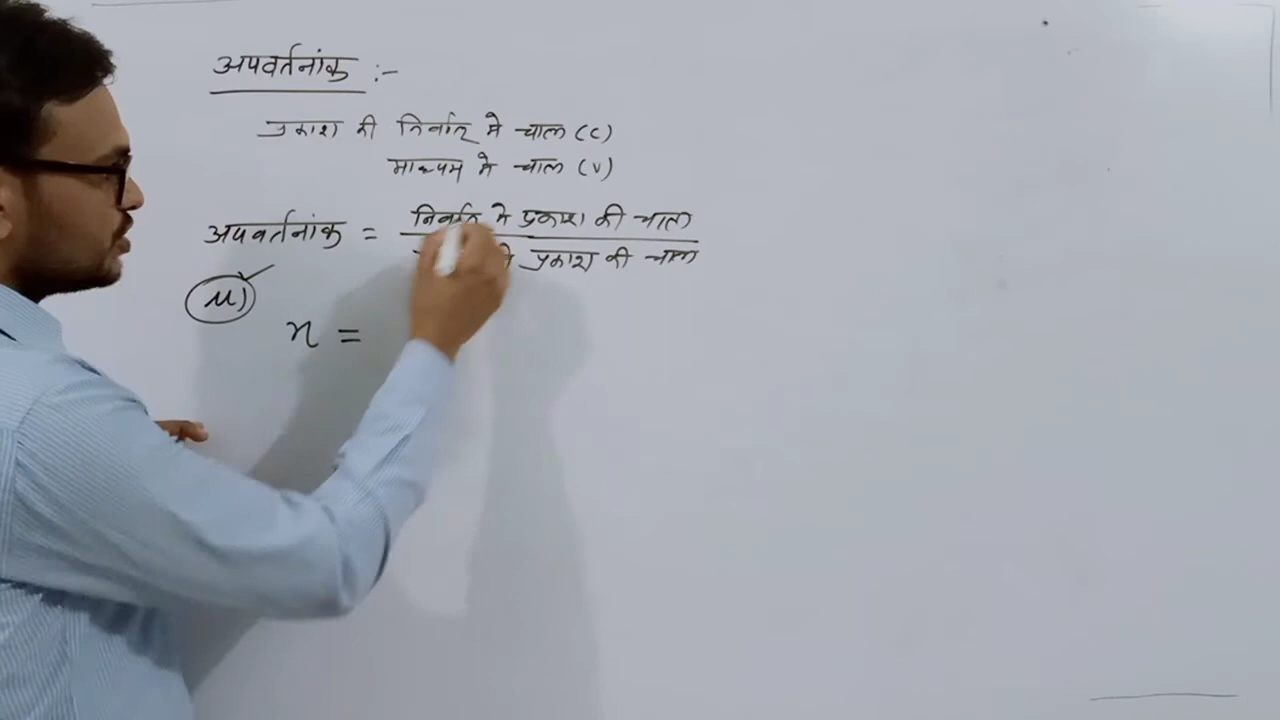 अपवर्तनांक :-
प्रकाश की निर्वात् मे चाल (c)
माध्यम मे चाल (v)
अपवर्तनांक = निर्वात मे प्रकाश की चाल
प्रकाश की चाल
μ)
n =